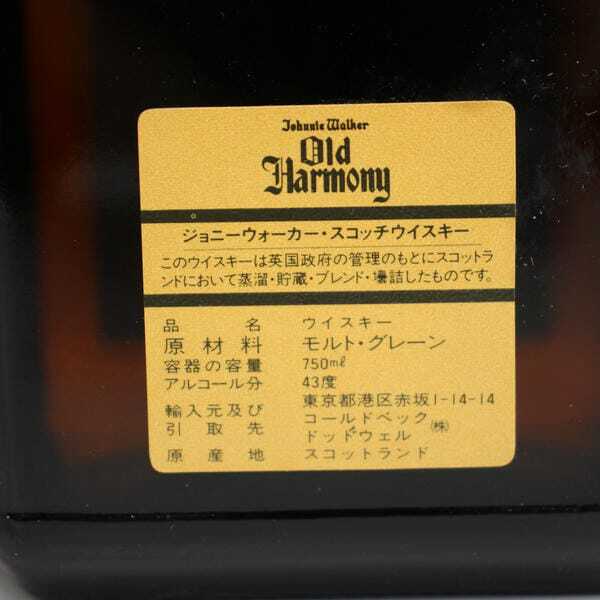 Johnnie Walker
Old
Harmony
ジョニーウォーカー・スコッチウイスキー
このウイスキーは英国政府の管理のもとにスコットラ
ンドにおいて蒸溜・貯蔵・ブレンド・壜詰したものです。
品名 ウイスキー
原材料 モルト・グレーン
容器の容量 750ml
アルコール分 43度
輸入元及び引取先 東京都港区赤坂1-14-14
コールドベック
ドッドウェル ㈱
原産地 スコットランド